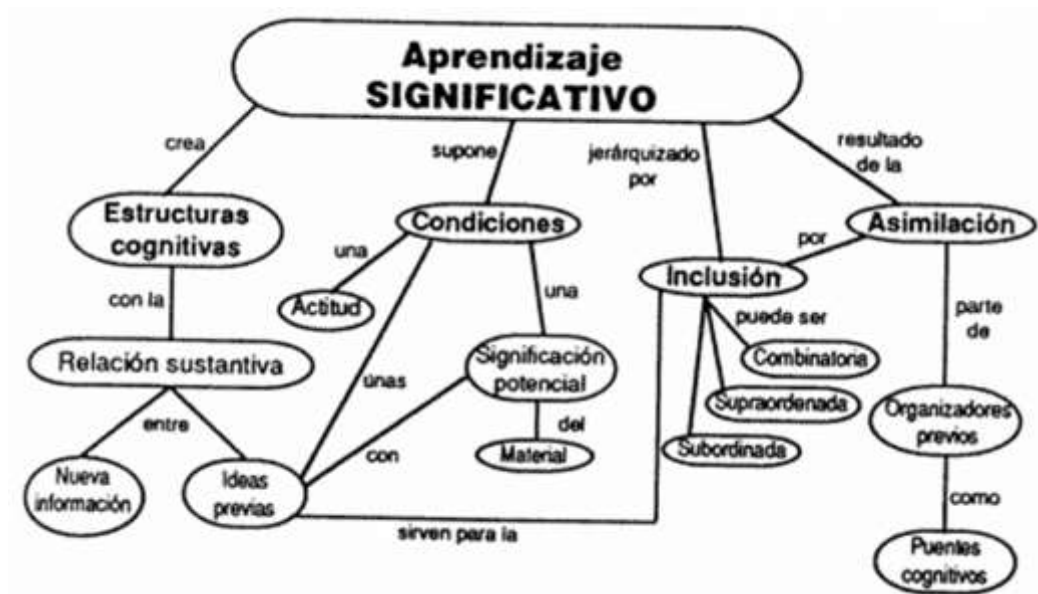 Aprendizaje
SIGNIFICATIVO
crea
supone
jerárquizado
por
resultado
de la
Estructuras
cognitivas
Condiciones
Asimilación
una
por
Inclusión
con la
Actitud
una
puede ser
parte
de
Relación sustantiva
Significación
potencial
Combinatoria
únas
Supraordenada
Organizadores
previos
entre
con
del
Material
Subordinada
Nueva
información
Ideas
previas
como
sirven para la
Puentes
cognitivos